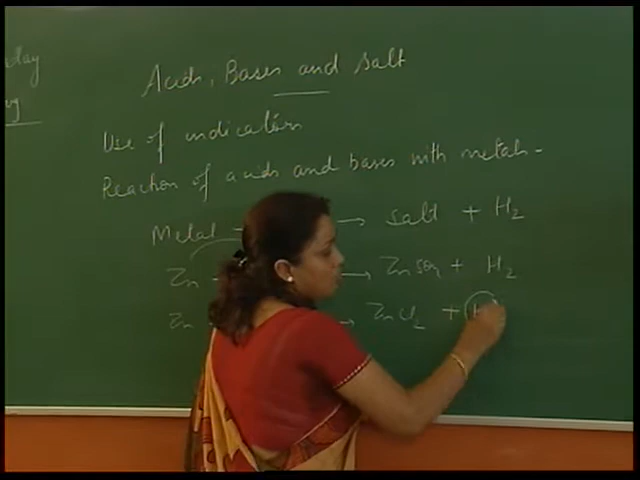 day
Acids, Bases and Salt
Use of indicators
Reaction of acids and bases with metals -
Metal → salt + H2
Zn → ZnSO4 + H2
Zn → ZnCl2 + H